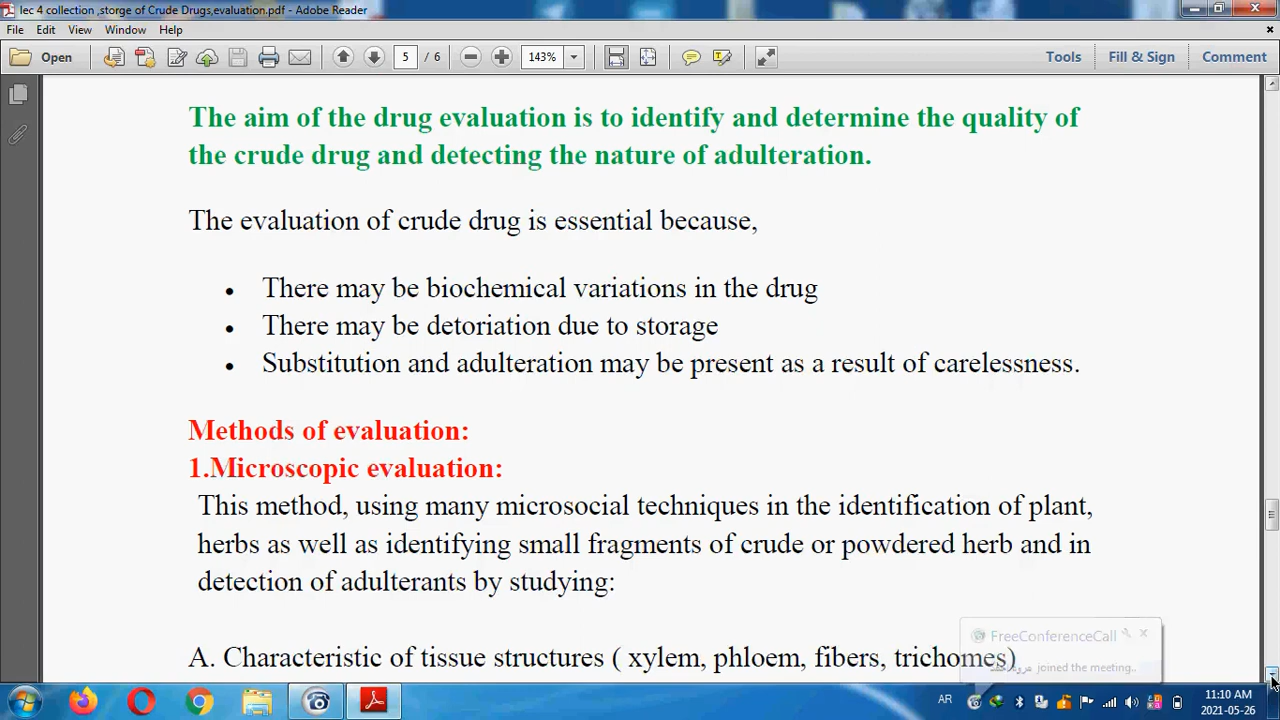 lec 4 collection ,storge of Crude Drugs,evaluation.pdf - Adobe Reader
File Edit View Window Help
Open 5 / 6 143% Tools Fill & Sign Comment
The aim of the drug evaluation is to identify and determine the quality of
the crude drug and detecting the nature of adulteration.
The evaluation of crude drug is essential because,
• There may be biochemical variations in the drug
• There may be detoriation due to storage
• Substitution and adulteration may be present as a result of carelessness.
Methods of evaluation:
1.Microscopic evaluation:
This method, using many microsocial techniques in the identification of plant,
herbs as well as identifying small fragments of crude or powdered herb and in
detection of adulterants by studying:
FreeConferenceCall
A. Characteristic of tissue structures ( xylem, phloem, fibers, trichomes)
joined the meeting..
AR
11:10 AM
2021-05-26